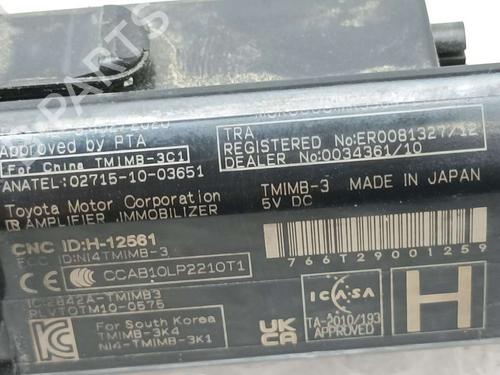 PARTS
Approved by PTA
For China TMIMB-3C1
ANATEL:02715-10-03651
Toyota Motor Corporation
AMPLIFIER ,IMMOBILIZER
CNC ID:H-12561
FCC ID:NI4TMIMB-3
CCAB10LP2210T1
IC:2842A-TMIMB3
RLVTOTM10-0575
For South Korea
TMIMB-3K4
NI4-TMIMB-3K1
TRA
REGISTERED No:ER0081327/12
DEALER No:0034361/10
TMIMB-3 MADE IN JAPAN
5V DC
766T29001259
ICASA
TA-2010/193
APPROVED
UK
CA
H